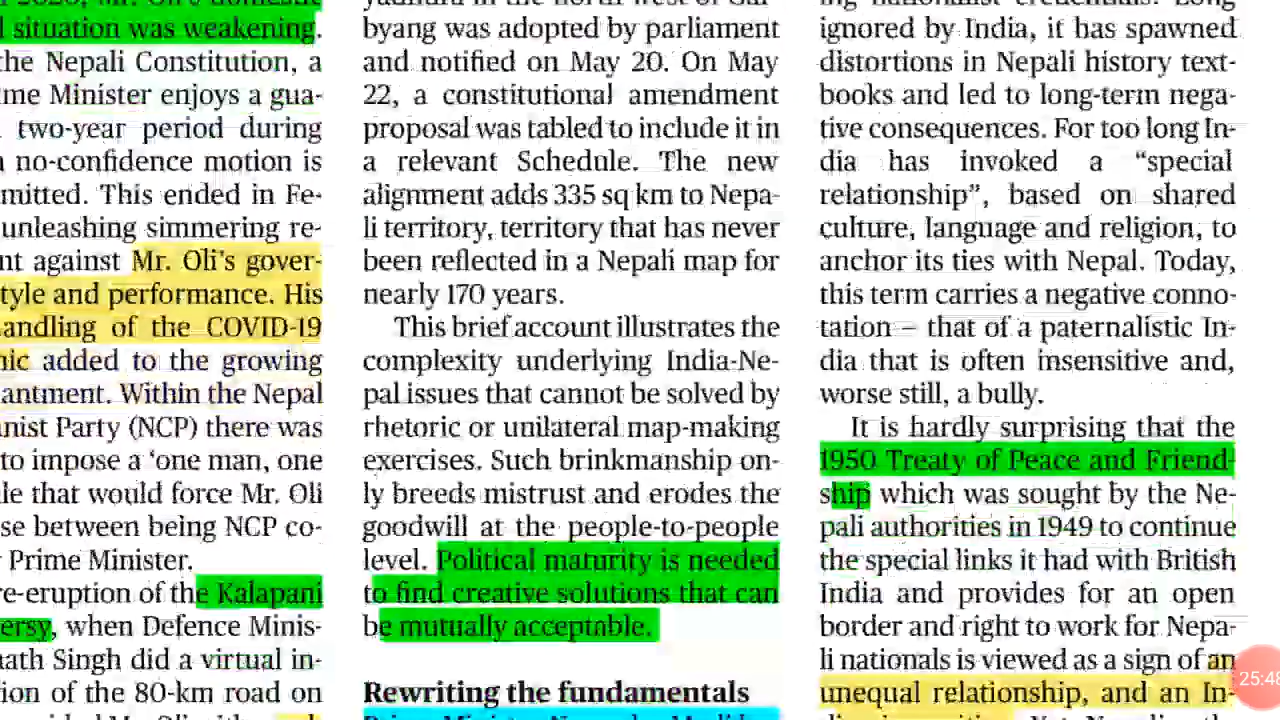 situation was weakening.
the Nepali Constitution, a
me Minister enjoys a gua-
two-year period during
no-confidence motion is
mitted. This ended in Fe-
unleashing simmering re-
nt against Mr. Oli's gover-
tyle and performance. His
andling of the COVID-19
nic added to the growing
antment. Within the Nepal
nist Party (NCP) there was
to impose a 'one man, one
le that would force Mr. Oli
se between being NCP co-
Prime Minister.
re-eruption of the Kalapani
ersy, when Defence Minis-
nath Singh did a virtual in-
ion of the 80-km road on
byang was adopted by parliament
and notified on May 20. On May
22, a constitutional amendment
proposal was tabled to include it in
a relevant Schedule. The new
alignment adds 335 sq km to Nepa-
li territory, territory that has never
been reflected in a Nepali map for
nearly 170 years.
This brief account illustrates the
complexity underlying India-Ne-
pal issues that cannot be solved by
rhetoric or unilateral map-making
exercises. Such brinkmanship on-
ly breeds mistrust and erodes the
goodwill at the people-to-people
level. Political maturity is needed
to find creative solutions that can
be mutually acceptable.
Rewriting the fundamentals
ing nationalist credentials. Long
ignored by India, it has spawned
distortions in Nepali history text-
books and led to long-term nega-
tive consequences. For too long In-
dia has invoked a “special
relationship”, based on shared
culture, language and religion, to
anchor its ties with Nepal. Today,
this term carries a negative conno-
tation – that of a paternalistic In-
dia that is often insensitive and,
worse still, a bully.
It is hardly surprising that the
1950 Treaty of Peace and Friend-
ship which was sought by the Ne-
pali authorities in 1949 to continue
the special links it had with British
India and provides for an open
border and right to work for Nepa-
li nationals is viewed as a sign of an
unequal relationship, and an In-
25:48